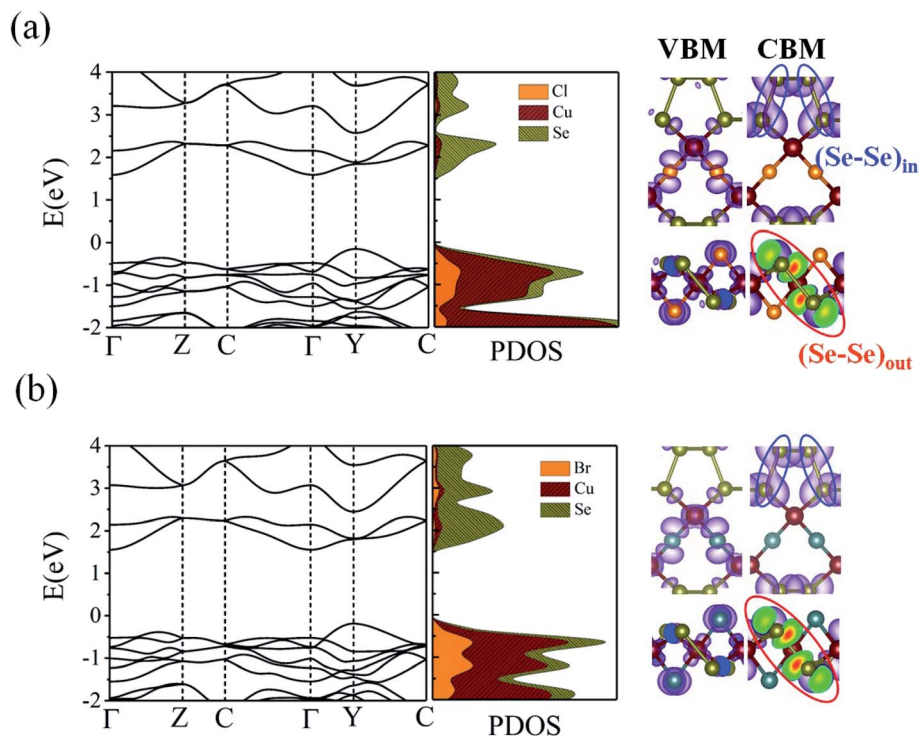 (a)
VBM CBM
4
3
2
1
0
-1
-2
E(eV)
Cl
Cu
Se
(Se-Se)in
Γ Z C Γ Y C
PDOS
(Se-Se)out
(b)
4
3
2
1
0
-1
-2
E(eV)
Br
Cu
Se
Γ Z C Γ Y C
PDOS